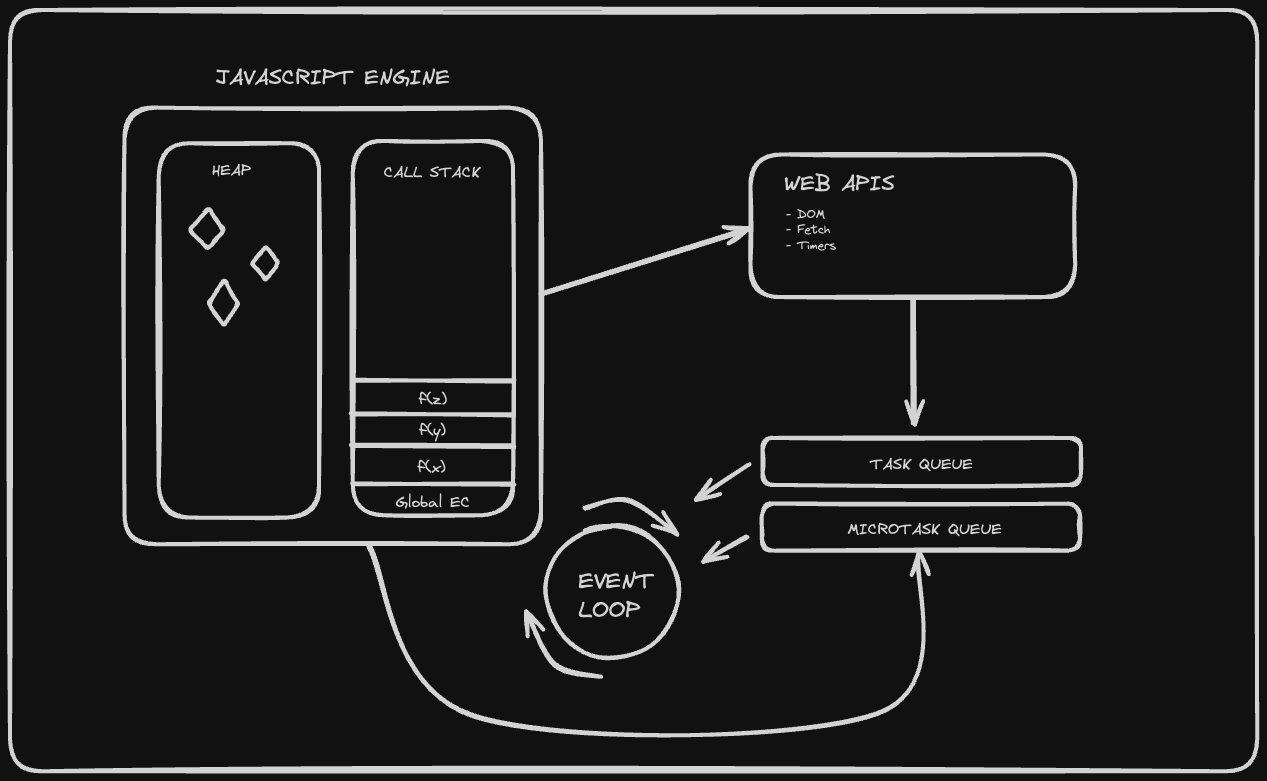 JAVASCRIPT ENGINE
HEAP
CALL STACK
f(z)
f(y)
f(x)
Global EC
WEB APIS
- DOM
- Fetch
- Timers
TASK QUEUE
MICROTASK QUEUE
EVENT
LOOP